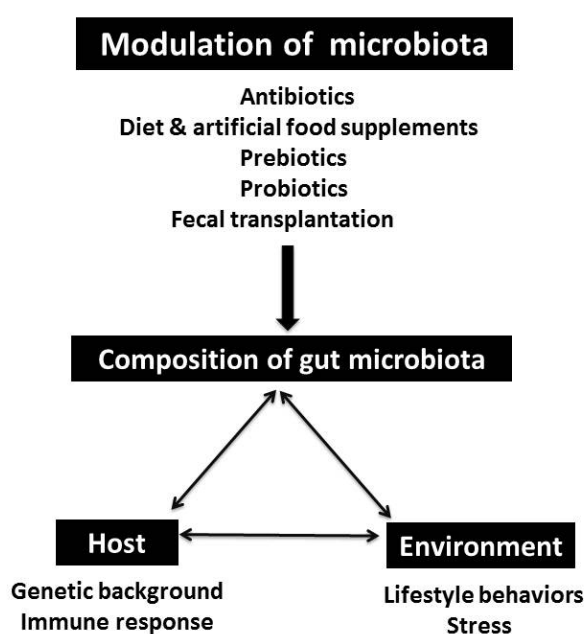 Modulation of microbiota
Antibiotics
Diet & artificial food supplements
Prebiotics
Probiotics
Fecal transplantation
Composition of gut microbiota
Host
Genetic background
Immune response
Environment
Lifestyle behaviors
Stress